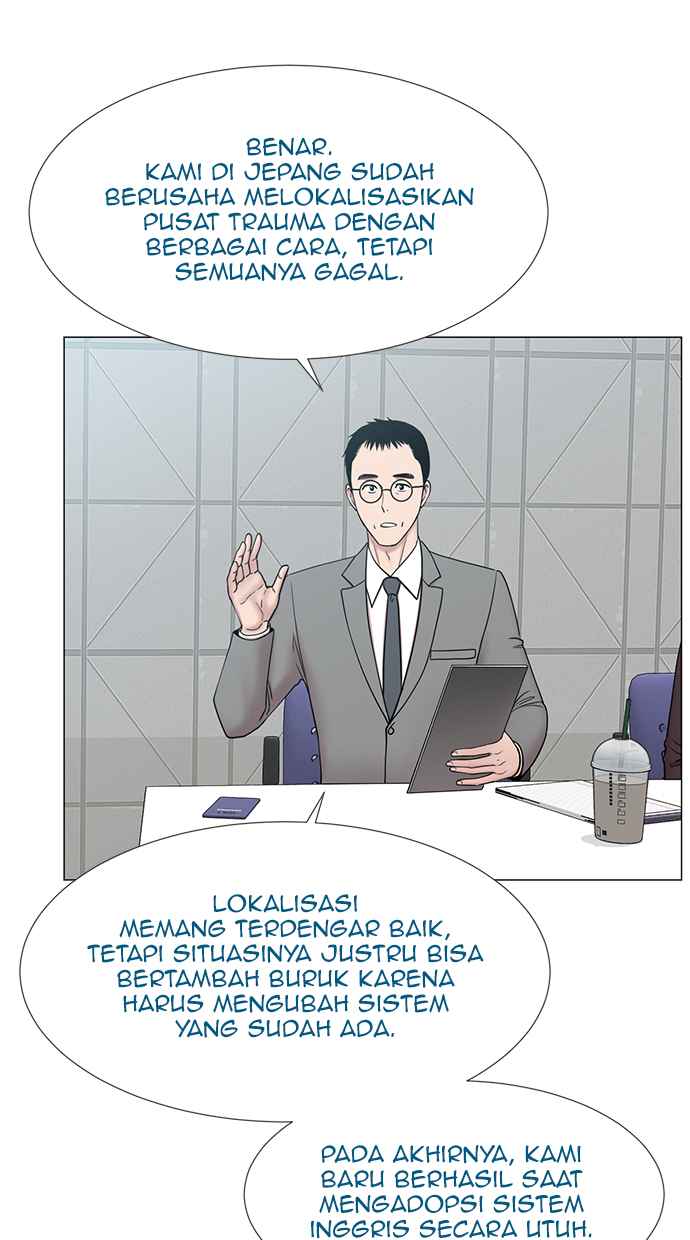 BENAR.
KAMI DI JEPANG SUDAH
BERUSAHA MELOKALISASIKAN
PUSAT TRAUMA DENGAN
BERBAGAI CARA, TETAPI
SEMUANYA GAGAL.
LOKALISASI
MEMANG TERDENGAR BAIK,
TETAPI SITUASINYA JUSTRU BISA
BERTAMBAH BURUK KARENA
HARUS MENGUBAH SISTEM
YANG SUDAH ADA.
PADA AKHIRNYA, KAMI
BARU BERHASIL SAAT
MENGADOPSI SISTEM
INGGRIS SECARA UTUH.